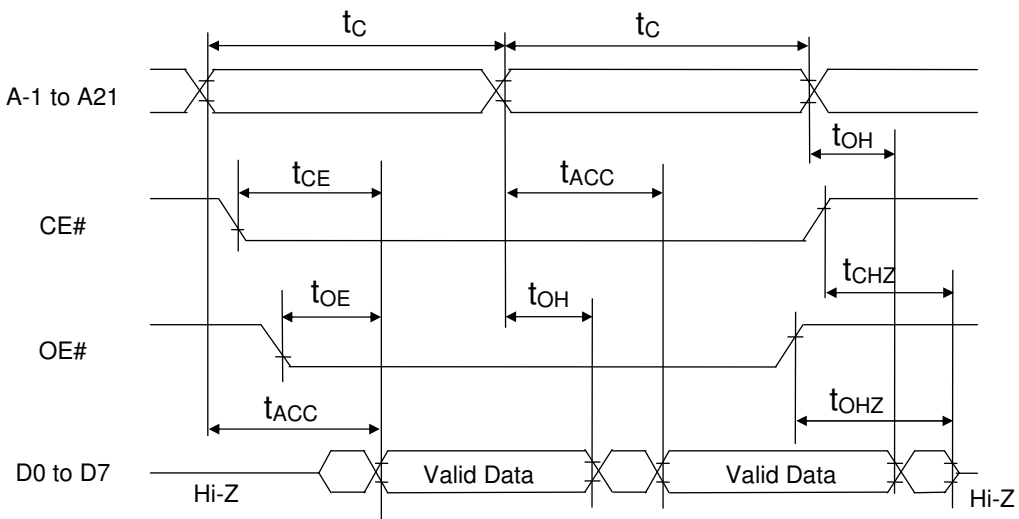 tC tC
A-1 to A21
tOH
tCE tACC
CE#
tCHZ
tOE tOH
OE#
tACC tOHZ
D0 to D7 Valid Data Valid Data
Hi-Z Hi-Z